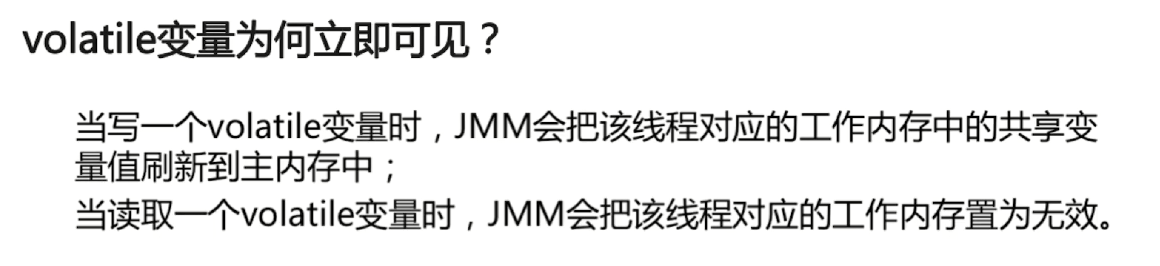 volatile变量为何立即可见？
当写一个volatile变量时，JMM会把该线程对应的工作内存中的共享变
量值刷新到主内存中；
当读取一个volatile变量时，JMM会把该线程对应的工作内存置为无效。